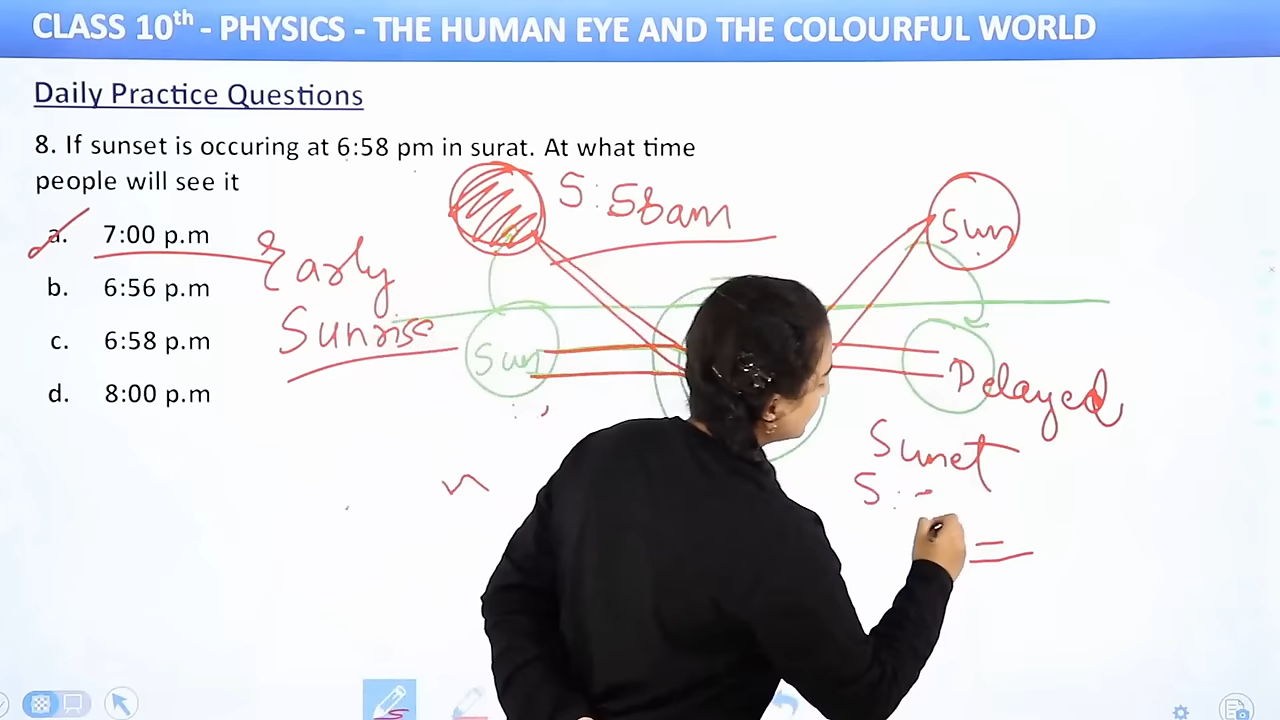 CLASS 10th - PHYSICS - THE HUMAN EYE AND THE COLOURFUL WORLD
Daily Practice Questions
8. If sunset is occuring at 6:58 pm in surat. At what time
people will see it
a. 7:00 p.m
b. 6:56 p.m
c. 6:58 p.m
d. 8:00 p.m
5:58am
Sun
Early
Sunrise
Sun
Delayed
Sunet
5: